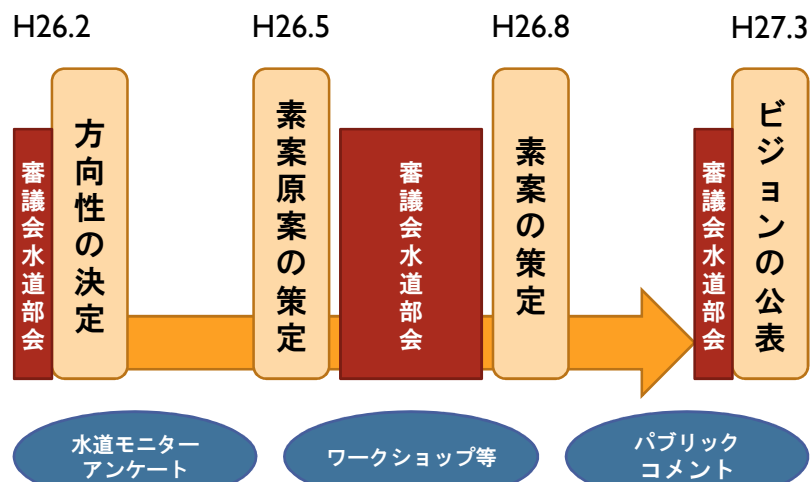 H26.2
H26.5
H26.8
H27.3
審議会水道部会
方向性の決定
素案原案の策定
審議会水道部会
素案の策定
審議会水道部会
ビジョンの公表
水道モニター
アンケート
ワークショップ等
パブリック
コメント